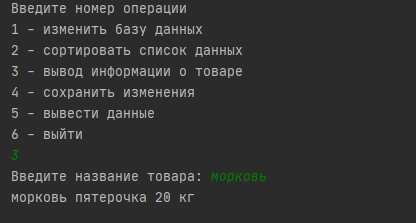 Введите номер операции
1 - изменить базу данных
2 - сортировать список данных
3 - вывод информации о товаре
4 - сохранить изменения
5 - вывести данные
6 - выйти
3
Введите название товара: морковь
морковь пятерочка 20 кг